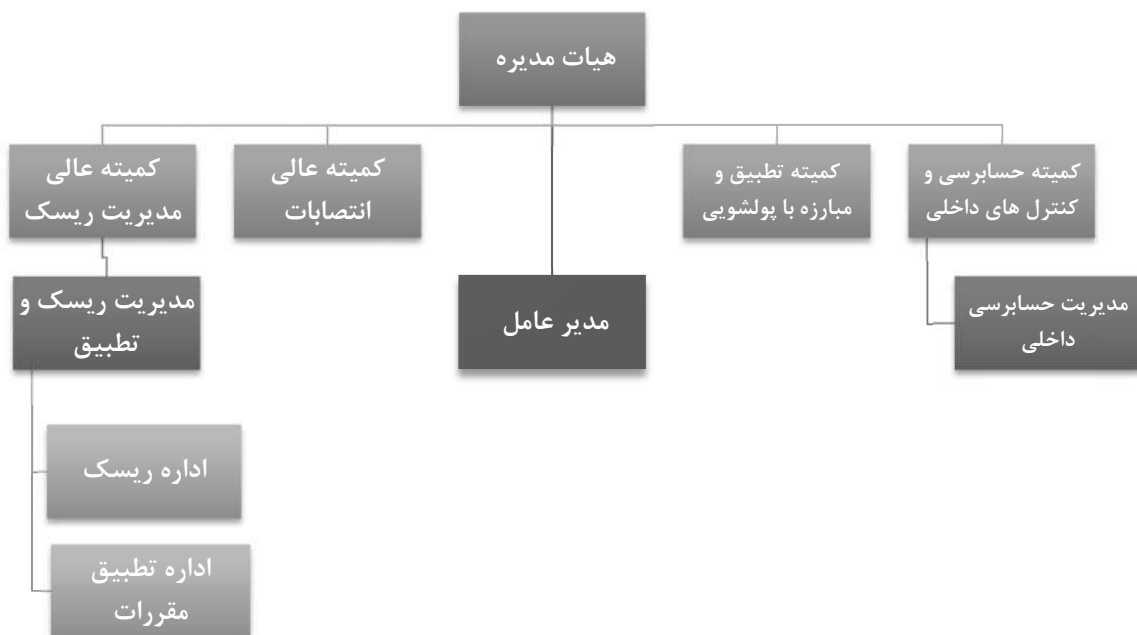 هیات مدیره
کمیته حسابرسی و
کنترل های داخلی
کمیته تطبیق و
مبارزه با پولشویی
کمیته عالی
انتصابات
کمیته عالی
مدیریت ریسک
مدیریت حسابرسی
داخلی
مدیر عامل
مدیریت ریسک و
تطبیق
اداره ریسک
اداره تطبیق
مقررات